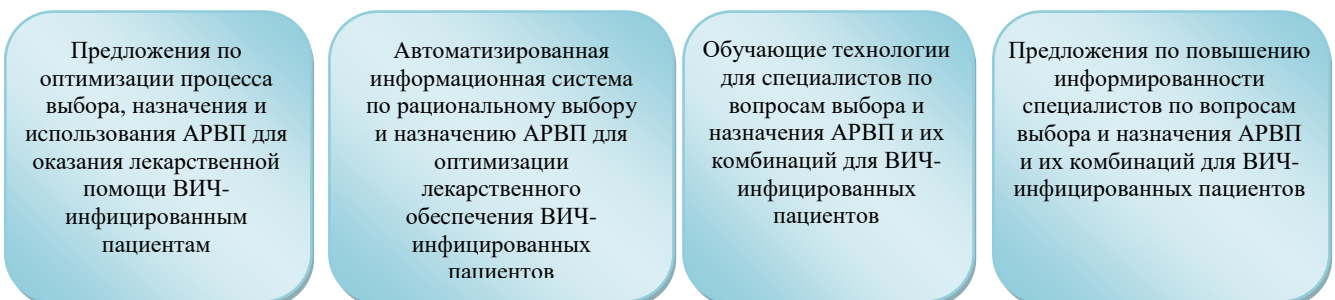 Предложения по
оптимизации процесса
выбора, назначения и
использования АРВП для
оказания лекарственной
помощи ВИЧ-
инфицированным
пациентам
Автоматизированная
информационная система
по рациональному выбору
и назначению АРВП для
оптимизации
лекарственного
обеспечения ВИЧ-
инфицированных
пациентов
Обучающие технологии
для специалистов по
вопросам выбора и
назначения АРВП и их
комбинаций для ВИЧ-
инфицированных
пациентов
Предложения по повышению
информированности
специалистов по вопросам
выбора и назначения АРВП
и их комбинаций для ВИЧ-
инфицированных пациентов